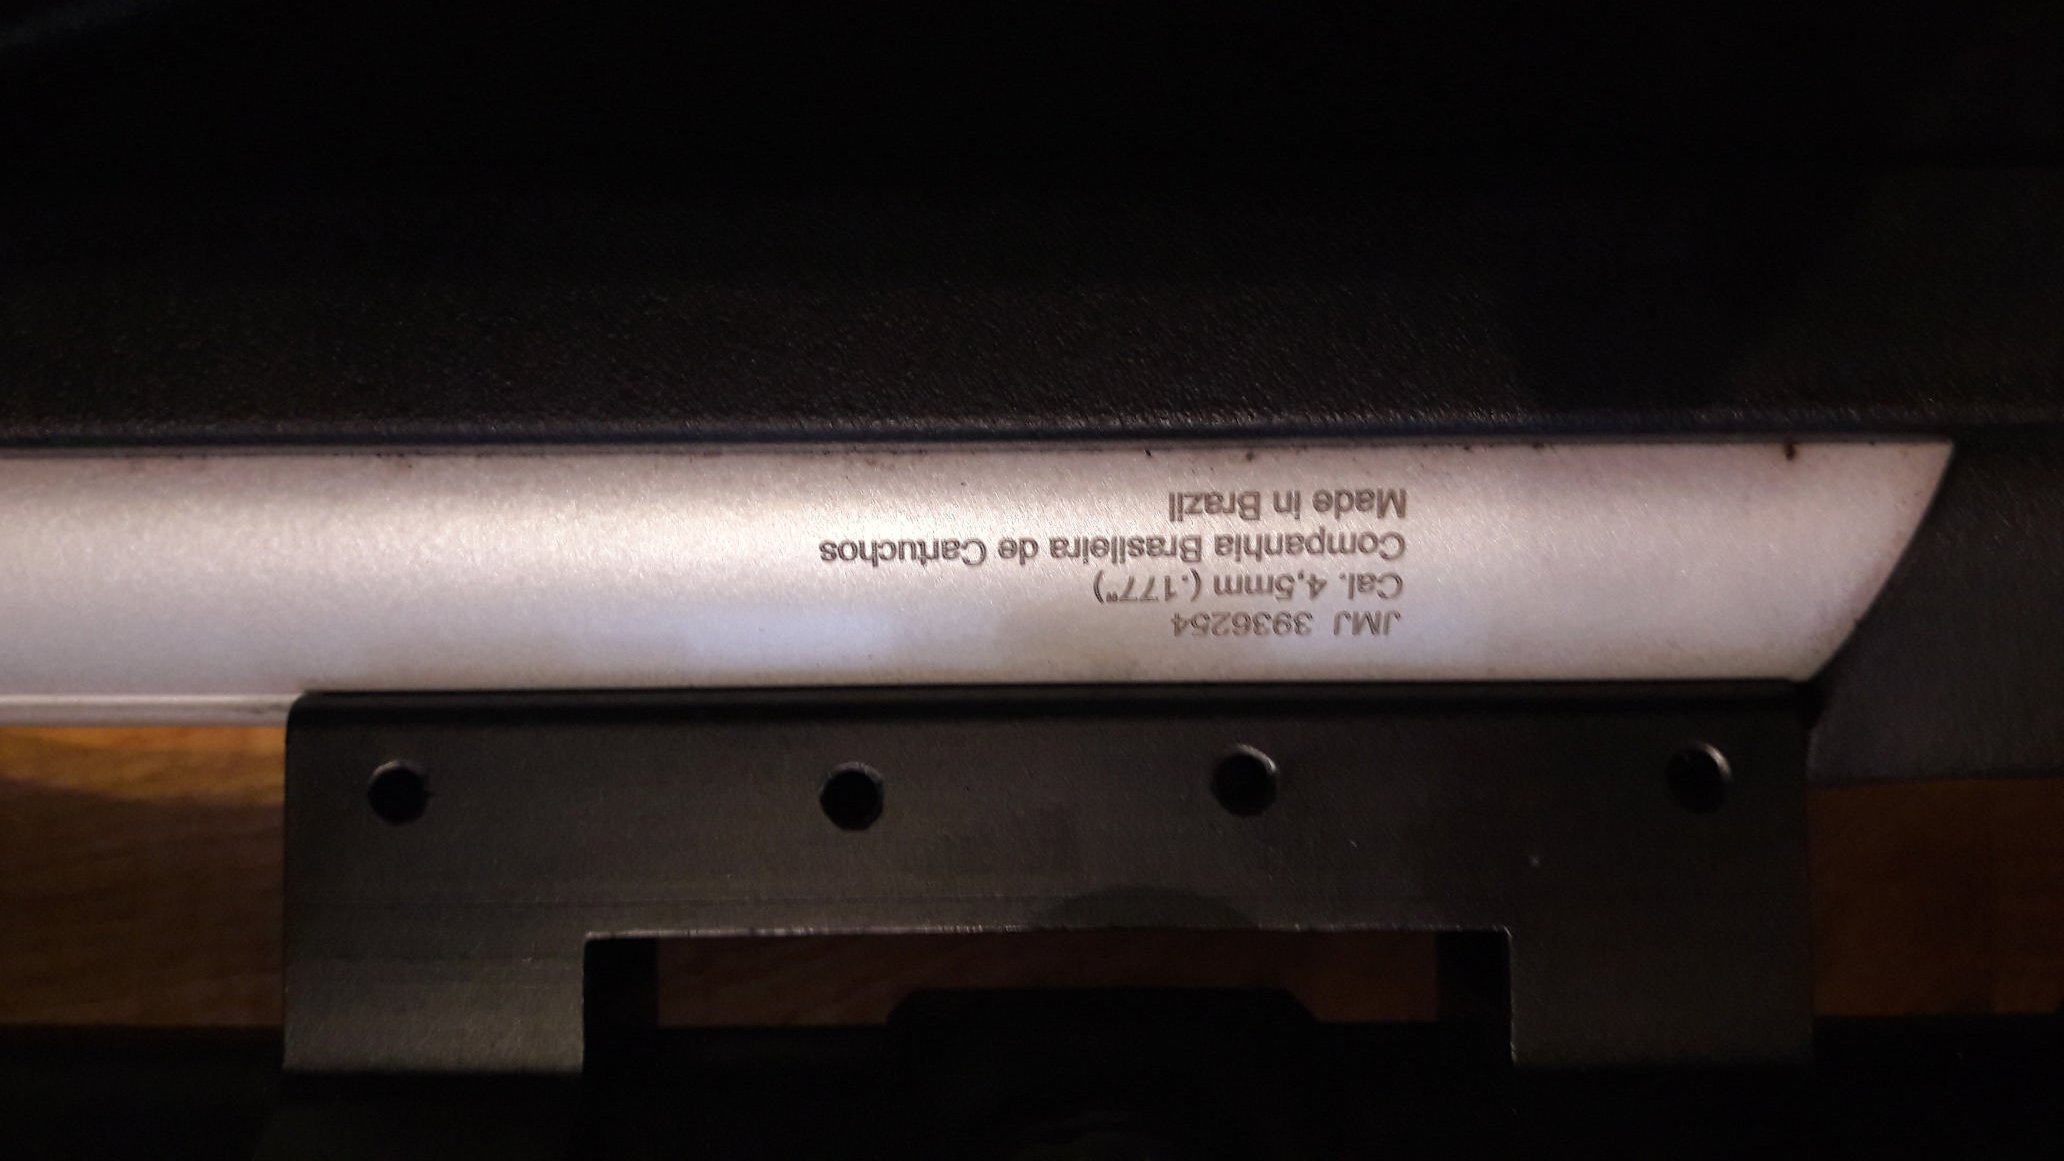 JMJ 3936254
Cal. 4,5mm (.177")
Companhia Brasileira de Cartuchos
Made in Brazil